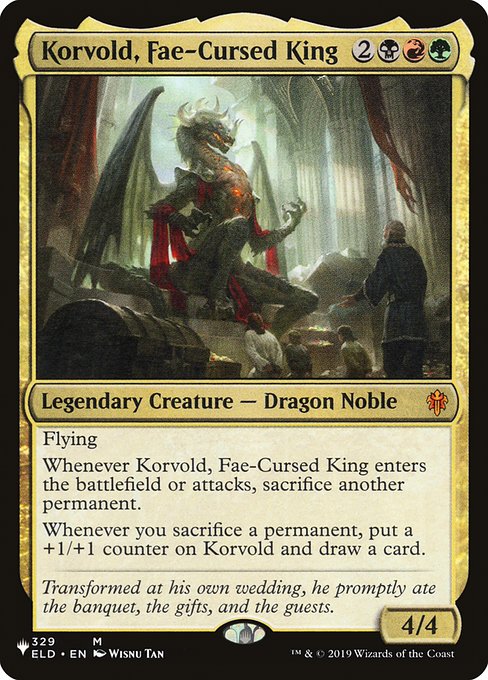 Korvold, Fae-Cursed King 2
Legendary Creature — Dragon Noble
Flying
Whenever Korvold, Fae-Cursed King enters
the battlefield or attacks, sacrifice another
permanent.
Whenever you sacrifice a permanent, put a
+1/+1 counter on Korvold and draw a card.
Transformed at his own wedding, he promptly ate
the banquet, the gifts, and the guests.
4/4
329 M
ELD • EN Wisnu Tan
™ & © 2019 Wizards of the Coast